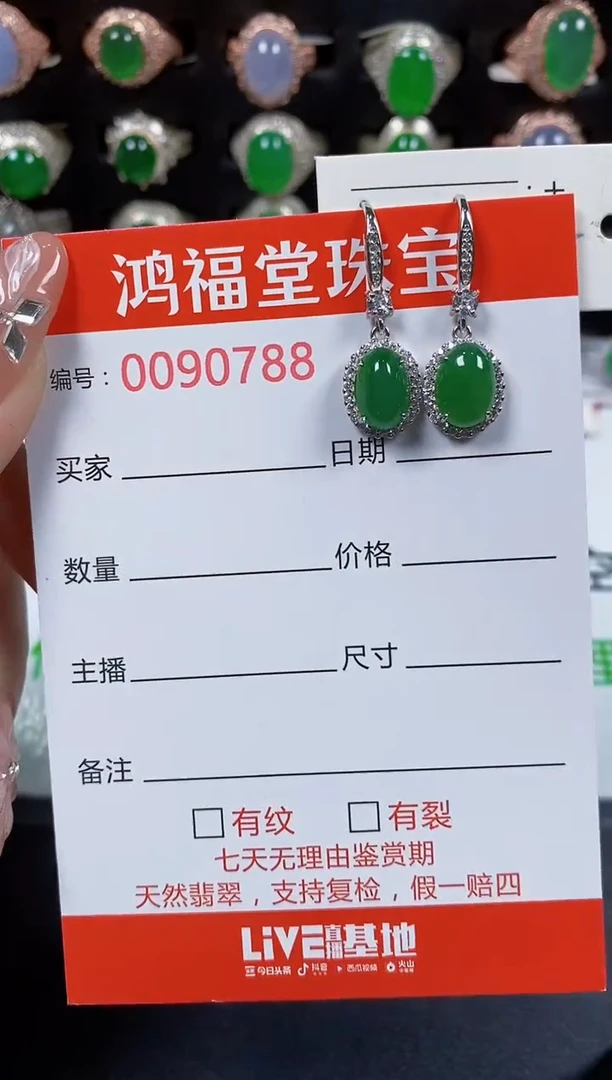 鸿福堂珠宝
编号：0090788
买家 日期
数量 价格
主播 尺寸
备注
有纹 有裂
七天无理由鉴赏期
天然翡翠，支持复检，假一赔四
LiVE直播基地
今日头条 抖音 西瓜视频 火山